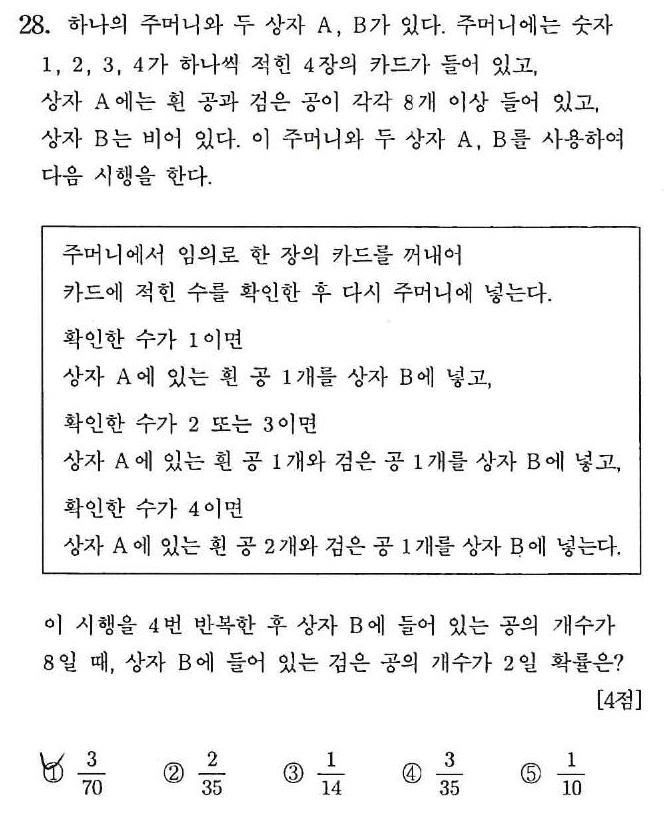 28. 하나의 주머니와 두 상자 A, B가 있다. 주머니에는 숫자
1, 2, 3, 4가 하나씩 적힌 4장의 카드가 들어 있고,
상자 A에는 흰 공과 검은 공이 각각 8개 이상 들어 있고,
상자 B는 비어 있다. 이 주머니와 두 상자 A, B를 사용하여
다음 시행을 한다.
주머니에서 임의로 한 장의 카드를 꺼내어
카드에 적힌 수를 확인한 후 다시 주머니에 넣는다.
확인한 수가 1이면
상자 A에 있는 흰 공 1개를 상자 B에 넣고,
확인한 수가 2 또는 3이면
상자 A에 있는 흰 공 1개와 검은 공 1개를 상자 B에 넣고,
확인한 수가 4이면
상자 A에 있는 흰 공 2개와 검은 공 1개를 상자 B에 넣는다.
이 시행을 4번 반복한 후 상자 B에 들어 있는 공의 개수가
8일 때, 상자 B에 들어 있는 검은 공의 개수가 2일 확률은?
[4점]
① 3/70 ② 2/35 ③ 1/14 ④ 3/35 ⑤ 1/10